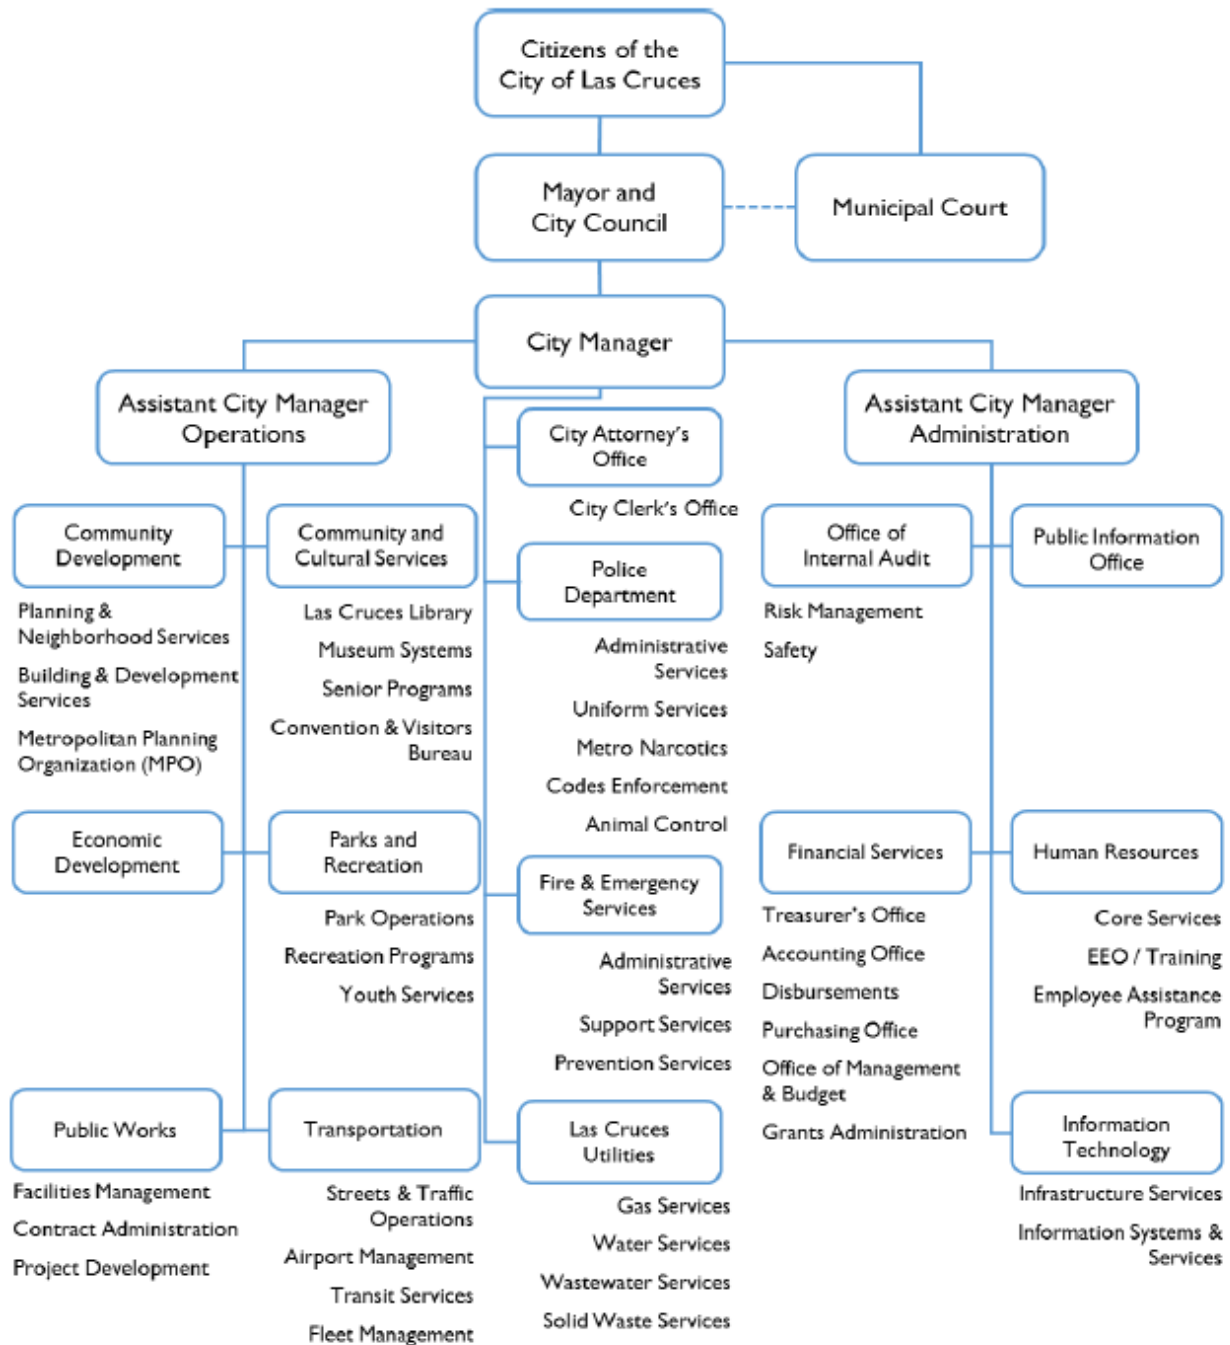 Citizens of the
City of Las Cruces
Mayor and
City Council
Municipal Court
City Manager
Assistant City Manager
Operations
Assistant City Manager
Administration
Community
Development
Planning &
Neighborhood Services
Building & Development
Services
Metropolitan Planning
Organization (MPO)
Community and
Cultural Services
Las Cruces Library
Museum Systems
Senior Programs
Convention & Visitors
Bureau
Economic
Development
Parks and
Recreation
Park Operations
Recreation Programs
Youth Services
Public Works
Facilities Management
Contract Administration
Project Development
Transportation
Streets & Traffic
Operations
Airport Management
Transit Services
Fleet Management
City Attorney's
Office
City Clerk's Office
Police
Department
Administrative
Services
Uniform Services
Metro Narcotics
Codes Enforcement
Animal Control
Fire & Emergency
Services
Administrative
Services
Support Services
Prevention Services
Las Cruces
Utilities
Gas Services
Water Services
Wastewater Services
Solid Waste Services
Office of
Internal Audit
Risk Management
Safety
Public Information
Office
Financial Services
Treasurer's Office
Accounting Office
Disbursements
Purchasing Office
Office of Management
& Budget
Grants Administration
Human Resources
Core Services
EEO / Training
Employee Assistance
Program
Information
Technology
Infrastructure Services
Information Systems &
Services